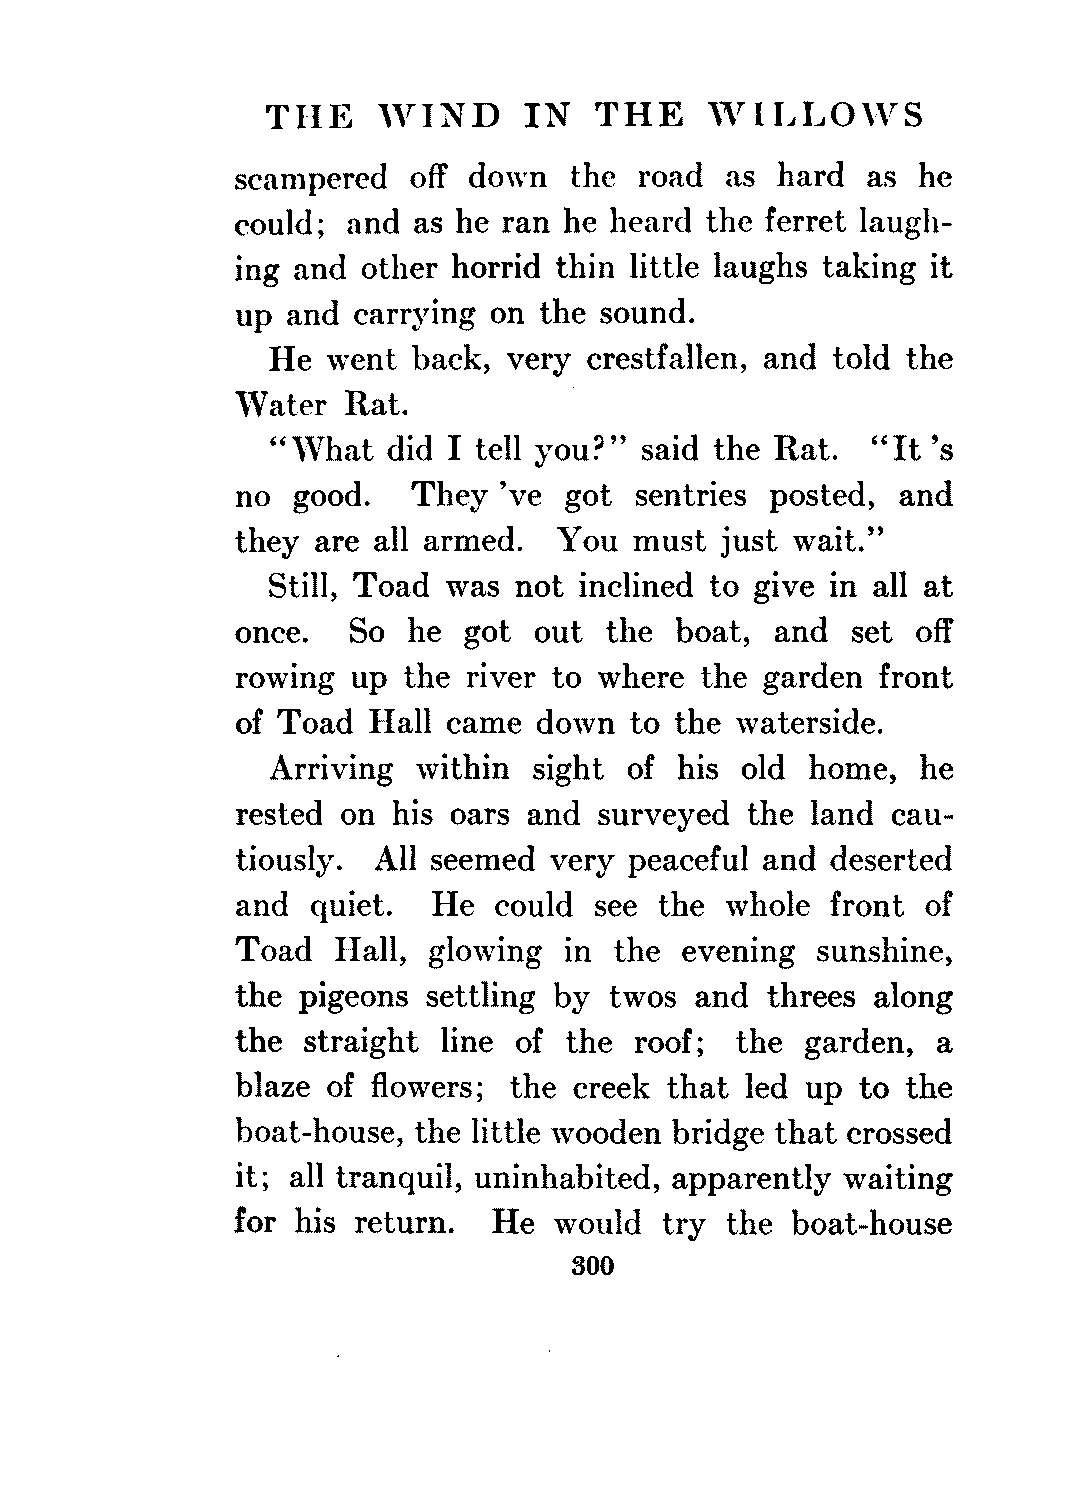 THE WIND IN THE WILLOWS
scampered off down the road as hard as he
could; and as he ran he heard the ferret laugh-
ing and other horrid thin little laughs taking it
up and carrying on the sound.
He went back, very crestfallen, and told the
Water Rat.
"What did I tell you?" said the Rat. "It 's
no good. They 've got sentries posted, and
they are all armed. You must just wait."
Still, Toad was not inclined to give in all at
once. So he got out the boat, and set off
rowing up the river to where the garden front
of Toad Hall came down to the waterside.
Arriving within sight of his old home, he
rested on his oars and surveyed the land cau-
tiously. All seemed very peaceful and deserted
and quiet. He could see the whole front of
Toad Hall, glowing in the evening sunshine,
the pigeons settling by twos and threes along
the straight line of the roof; the garden, a
blaze of flowers; the creek that led up to the
boat-house, the little wooden bridge that crossed
it; all tranquil, uninhabited, apparently waiting
for his return. He would try the boat-house
300